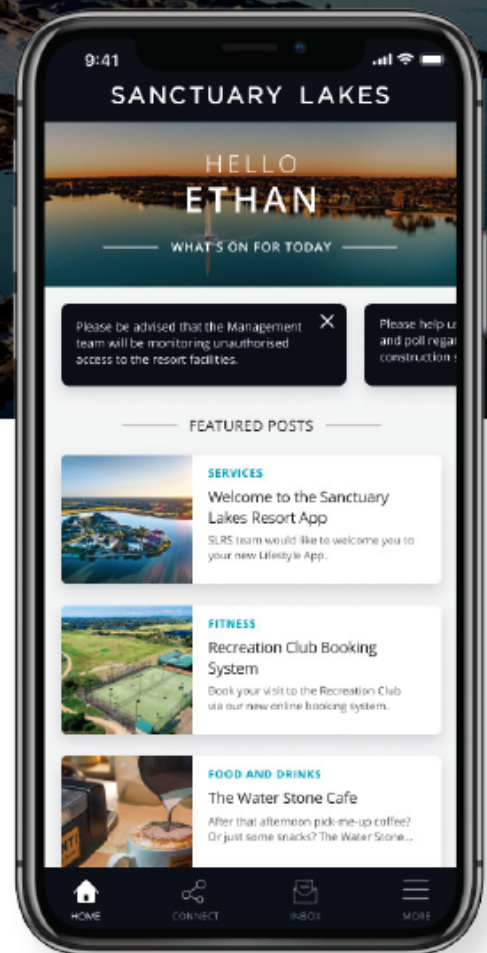 9:41
SANCTUARY LAKES
HELLO
ETHAN
WHAT'S ON FOR TODAY
Please be advised that the Management
team will be monitoring unauthorised
access to the resort facilities.
Please help
and poll
construction
FEATURED POSTS
SERVICES
Welcome to the Sanctuary
Lakes Resort App
SLRS team would like to welcome you to
your new Lifestyle App.
FITNESS
Recreation Club Booking
System
Book your visit to the Recreation Club
via our new online booking system.
FOOD AND DRINKS
The Water Stone Cafe
After that afternoon pick-me-up coffee?
Or just some snacks? The Water Stone...
HOME
CONNECT
INBOX
MORE